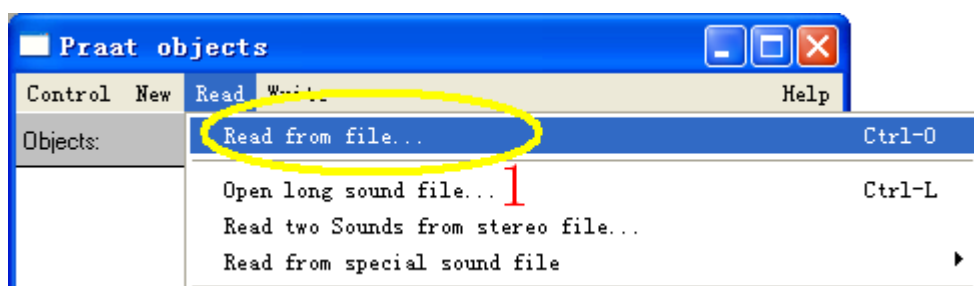 Praat objects
Control New Read Write Help
Objects:
Read from file... Ctrl-O
Open long sound file... 1 Ctrl-L
Read two Sounds from stereo file...
Read from special sound file